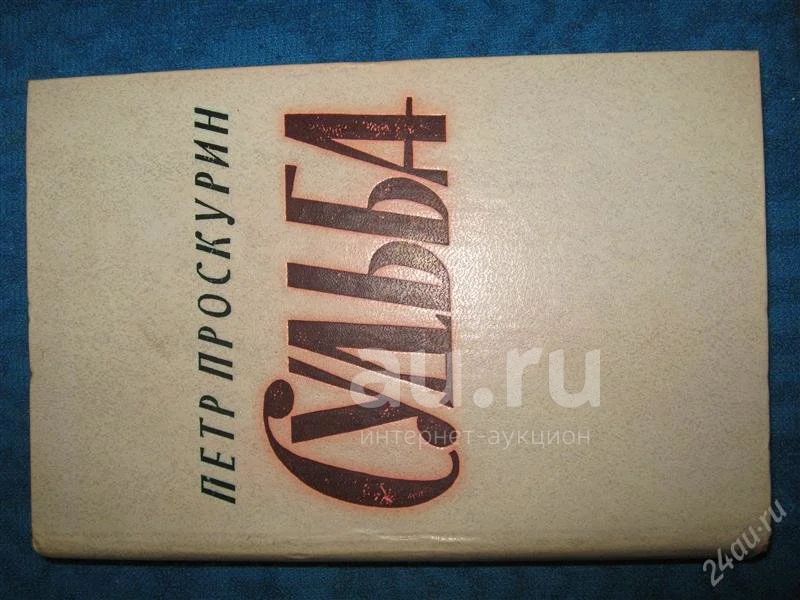 ПЕТР ПРОСКУРИН
СУДЬБА
au.ru
интернет-аукцион
24au.ru